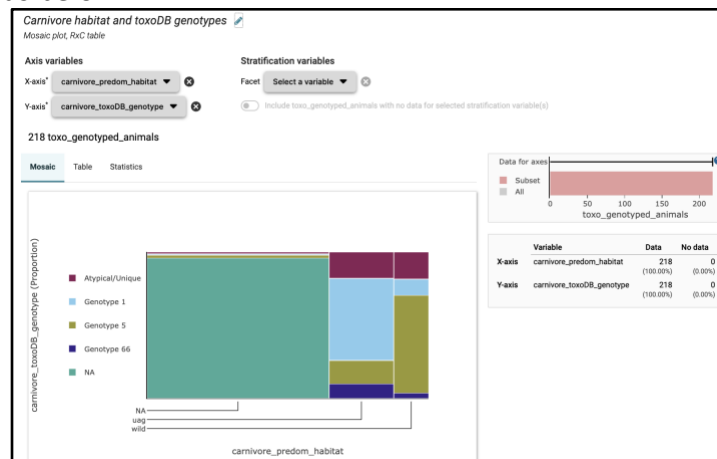 Carnivore habitat and toxoDB genotypes
Mosaic plot, RxC table
Axis variables
Stratification variables
X-axis* carnivore_predom_habitat
Facet Select a variable
Y-axis* carnivore_toxoDB_genotype
Include toxo_genotyped_animals with no data for selected stratification variable(s)
218 toxo_genotyped_animals
Mosaic Table Statistics
Data for axes
Subset
All
0 50 100 150 200
toxo_genotyped_animals
Variable Data No data
X-axis carnivore_predom_habitat 218 0
(100.00%) (0.00%)
Y-axis carnivore_toxoDB_genotype 218 0
(100.00%) (0.00%)
carnivore_toxoDB_genotype (Proportion)
Atypical/Unique
Genotype 1
Genotype 5
Genotype 66
NA
NA
uag
wild
carnivore_predom_habitat